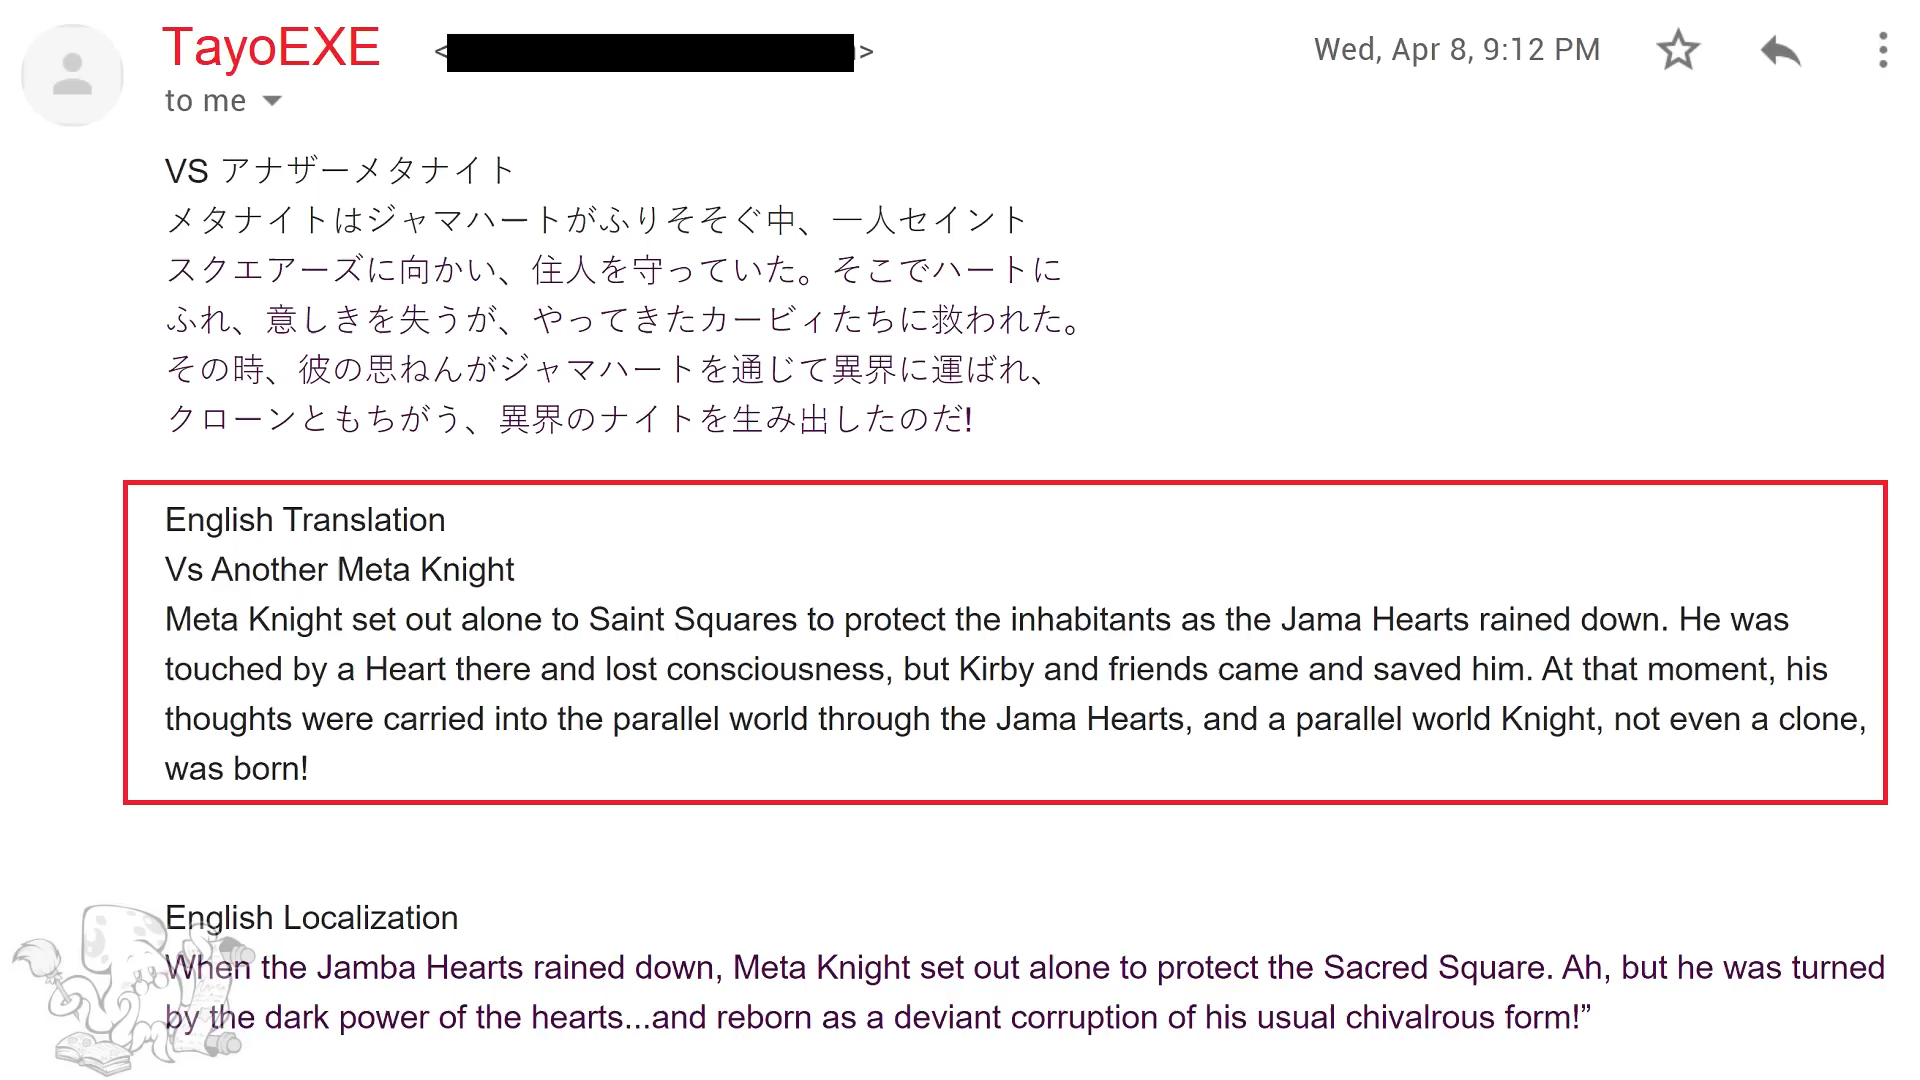 TayoEXE < >
Wed, Apr 8, 9:12 PM
to me
VS アナザーメタナイト
メタナイトはジャマハートがふりそそぐ中、一人セイント
スクエアーズに向かい、住人を守っていた。そこでハートに
ふれ、意しきを失うが、やってきたカービィたちに救われた。
その時、彼の思ねんがジャマハートを通じて異界に運ばれ、
クローンともちがう、異界のナイトを生み出したのだ!
English Translation
Vs Another Meta Knight
Meta Knight set out alone to Saint Squares to protect the inhabitants as the Jama Hearts rained down. He was
touched by a Heart there and lost consciousness, but Kirby and friends came and saved him. At that moment, his
thoughts were carried into the parallel world through the Jama Hearts, and a parallel world Knight, not even a clone,
was born!
English Localization
When the Jamba Hearts rained down, Meta Knight set out alone to protect the Sacred Square. Ah, but he was turned
by the dark power of the hearts...and reborn as a deviant corruption of his usual chivalrous form!”